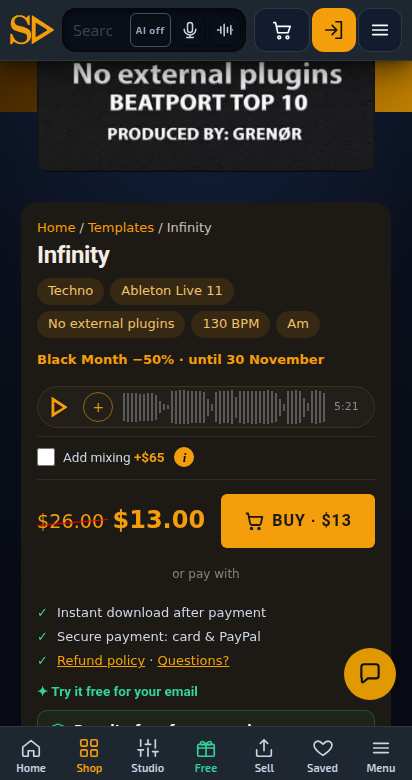 Searc
AI off
No external plugins
BEATPORT TOP 10
PRODUCED BY: GRENØR
Home / Templates / Infinity
Infinity
Techno
Ableton Live 11
No external plugins
130 BPM
Am
Black Month −50% · until 30 November
5:21
Add mixing +$65 i
$26.00 $13.00
BUY · $13
or pay with
✓ Instant download after payment
✓ Secure payment: card & PayPal
✓ Refund policy · Questions?
✦ Try it free for your email
Home
Shop
Studio
Free
Sell
Saved
Menu